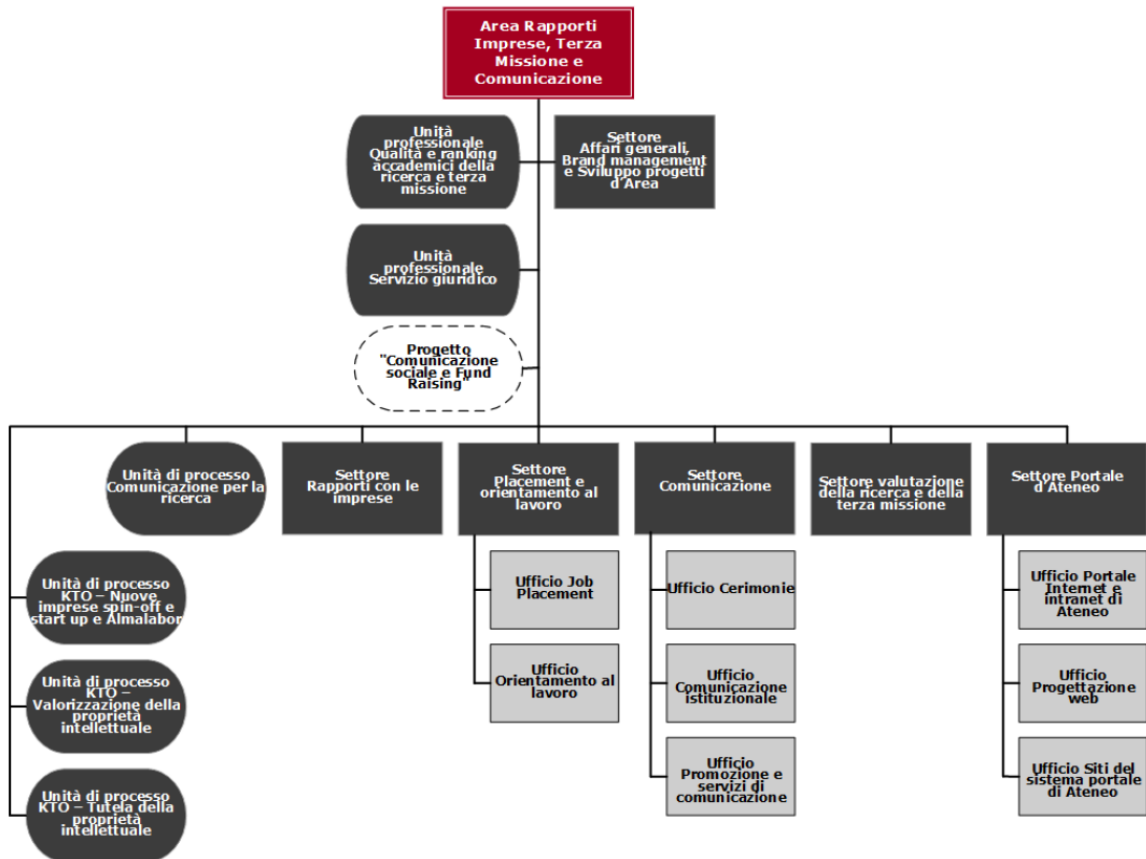 Area Rapporti
Imprese, Terza
Missione e
Comunicazione
Unità
professionale
Qualità e ranking
accademici della
ricerca e terza
missione
Settore
Affari generali,
Brand management
e Sviluppo progetti
d'Area
Unità
professionale
Servizio giuridico
Progetto
"Comunicazione
sociale e Fund
Raising"
Unità di processo
Comunicazione per la
ricerca
Settore
Rapporti con le
imprese
Settore
Placement e
orientamento al
lavoro
Settore
Comunicazione
Settore valutazione
della ricerca e della
terza missione
Settore Portale
d'Ateneo
Unità di processo
KTO – Nuove
imprese spin-off e
start up e Almalabor
Unità di processo
KTO –
Valorizzazione della
proprietà
intellettuale
Unità di processo
KTO – Tutela della
proprietà
intellettuale
Ufficio Job
Placement
Ufficio
Orientamento al
lavoro
Ufficio Cerimonie
Ufficio
Comunicazione
istituzionale
Ufficio
Promozione e
servizi di
comunicazione
Ufficio Portale
Internet e
intranet di
Ateneo
Ufficio
Progettazione
web
Ufficio Siti del
sistema portale
di Ateneo